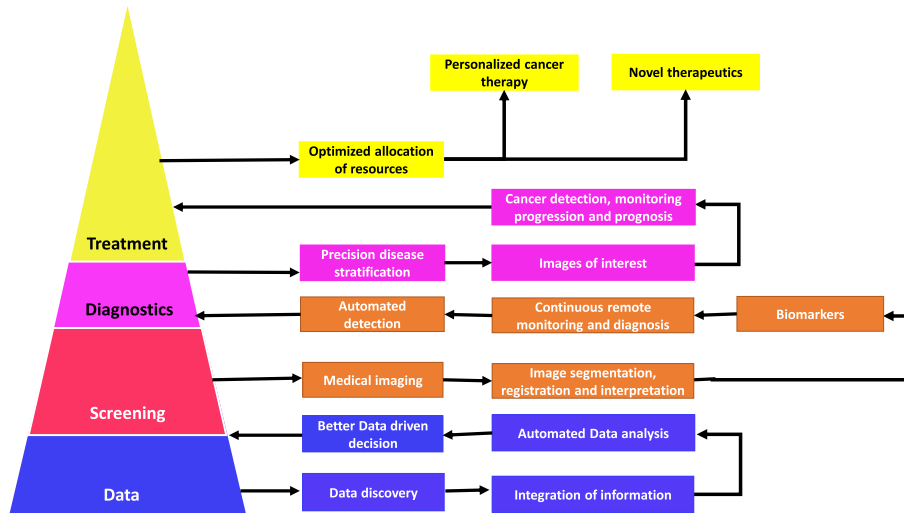 Personalized cancer
therapy
Novel therapeutics
Optimized allocation
of resources
Cancer detection, monitoring
progression and prognosis
Treatment
Precision disease
stratification
Images of interest
Diagnostics
Automated
detection
Continuous remote
monitoring and diagnosis
Biomarkers
Medical imaging
Image segmentation,
registration and interpretation
Screening
Better Data driven
decision
Automated Data analysis
Data
Data discovery
Integration of information